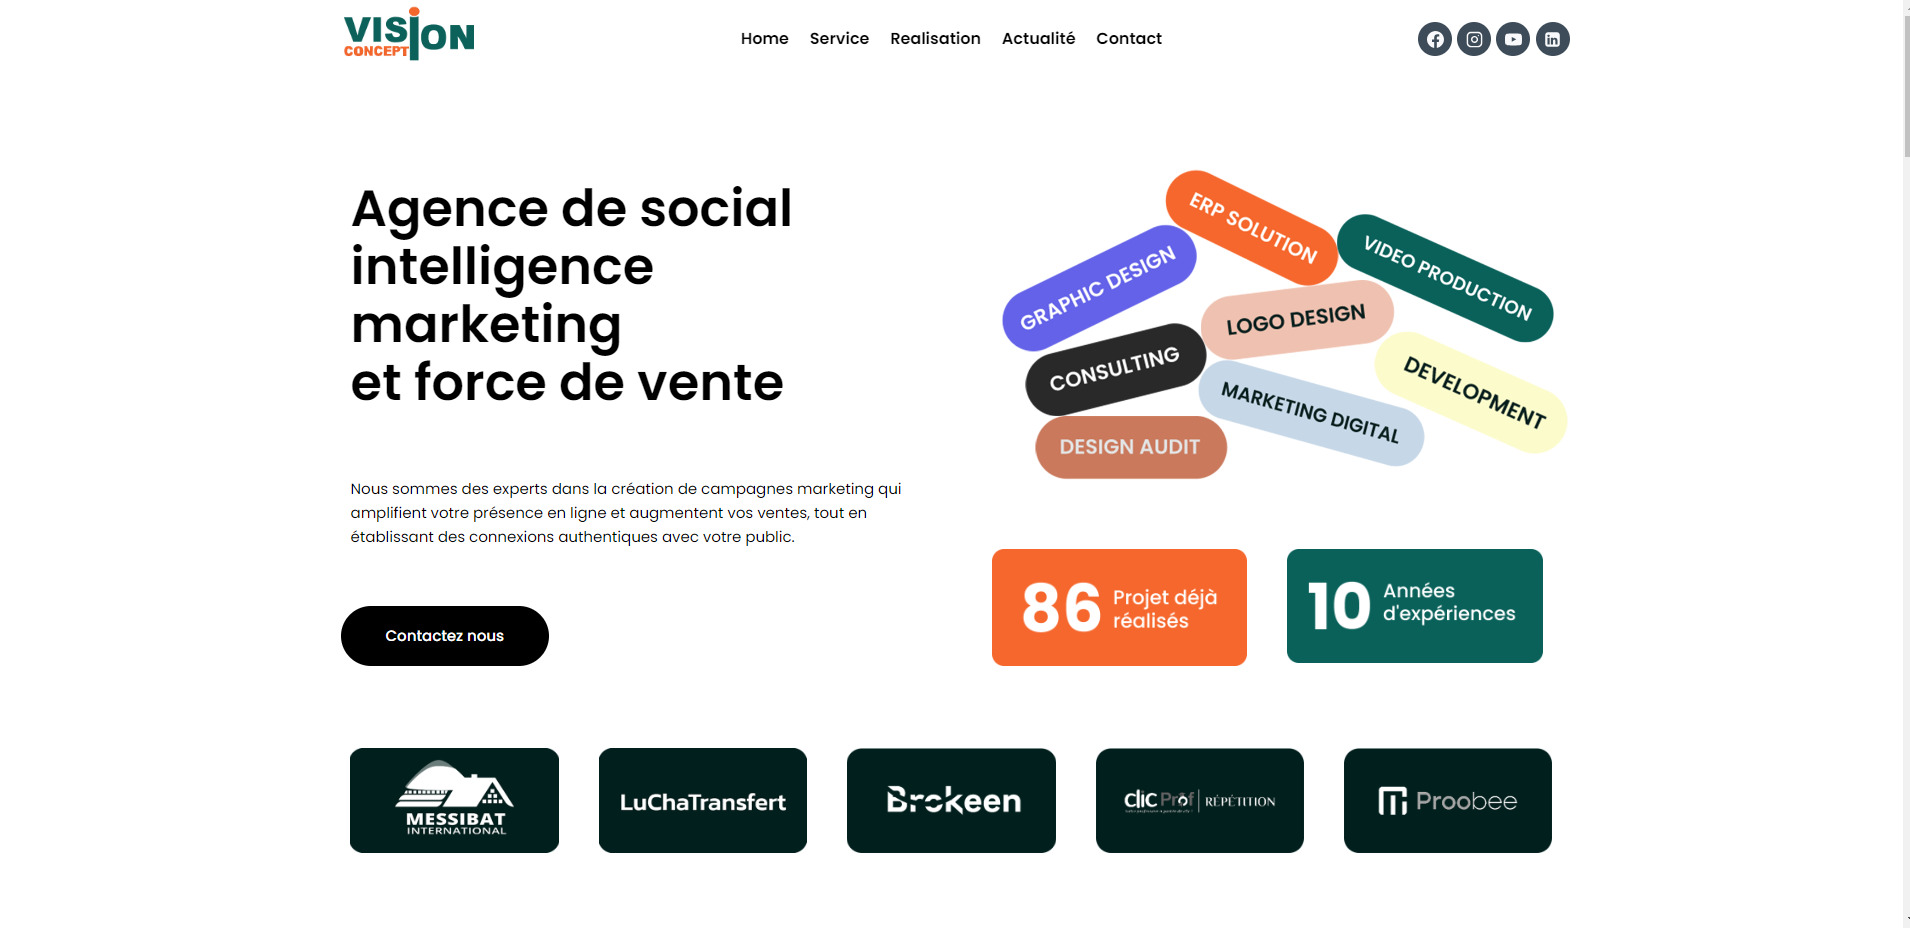 VISION
CONCEPT
Home
Service
Realisation
Actualité
Contact
Agence de social
intelligence
marketing
et force de vente
Nous sommes des experts dans la création de campagnes marketing qui
amplifient votre présence en ligne et augmentent vos ventes, tout en
établissant des connexions authentiques avec votre public.
Contactez nous
ERP SOLUTION
VIDEO PRODUCTION
GRAPHIC DESIGN
LOGO DESIGN
CONSULTING
DEVELOPMENT
MARKETING DIGITAL
DESIGN AUDIT
86
Projet déjà
réalisés
10
Années
d'expériences
MESSIBAT
INTERNATIONAL
LuChaTransfert
Brokeen
clic Prof
RÉPÉTITION
Proobee